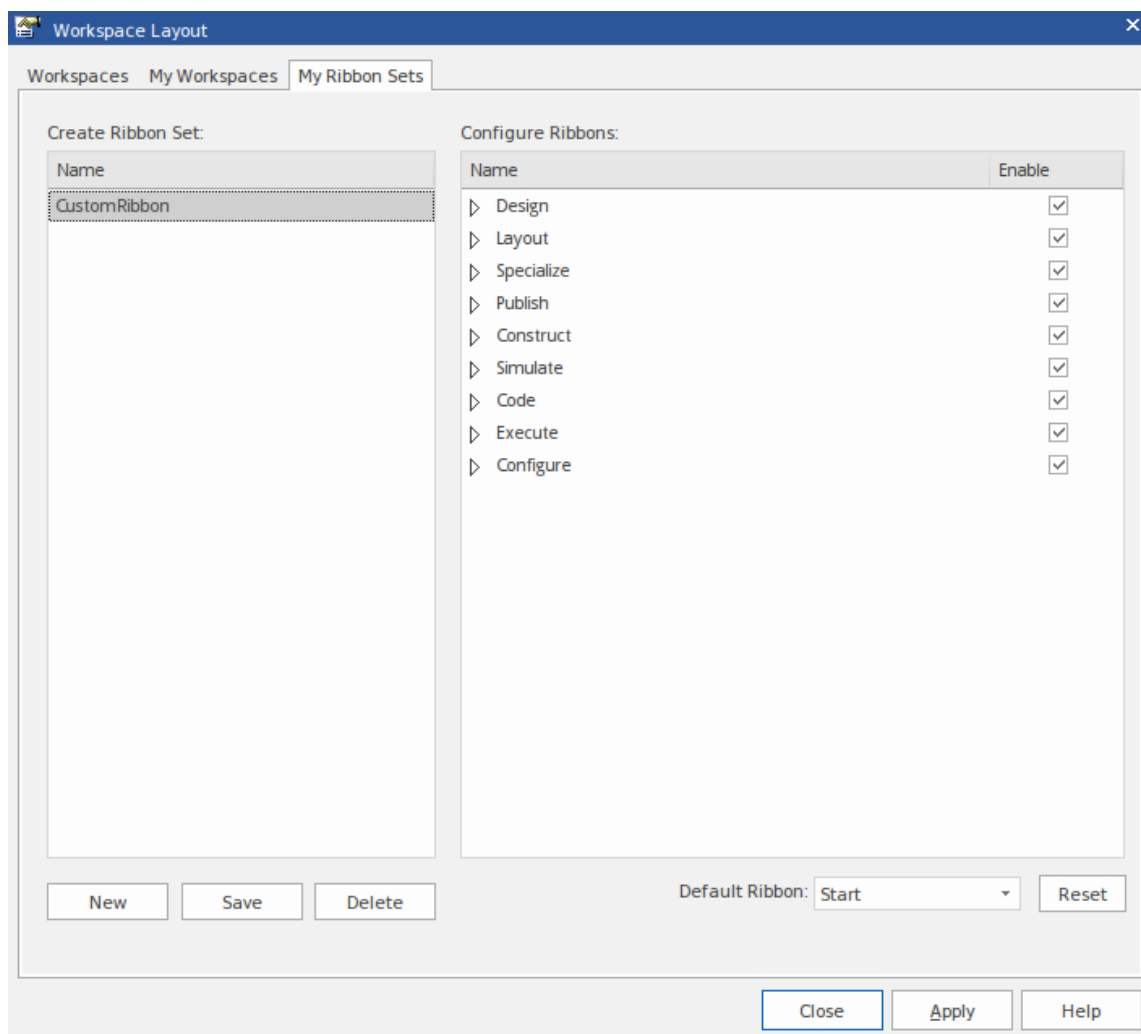 Workspace Layout
Workspaces My Workspaces My Ribbon Sets
Create Ribbon Set:
Name
CustomRibbon
New Save Delete
Configure Ribbons:
Name Enable
Design
Layout
Specialize
Publish
Construct
Simulate
Code
Execute
Configure
Default Ribbon: Start Reset
Close Apply Help